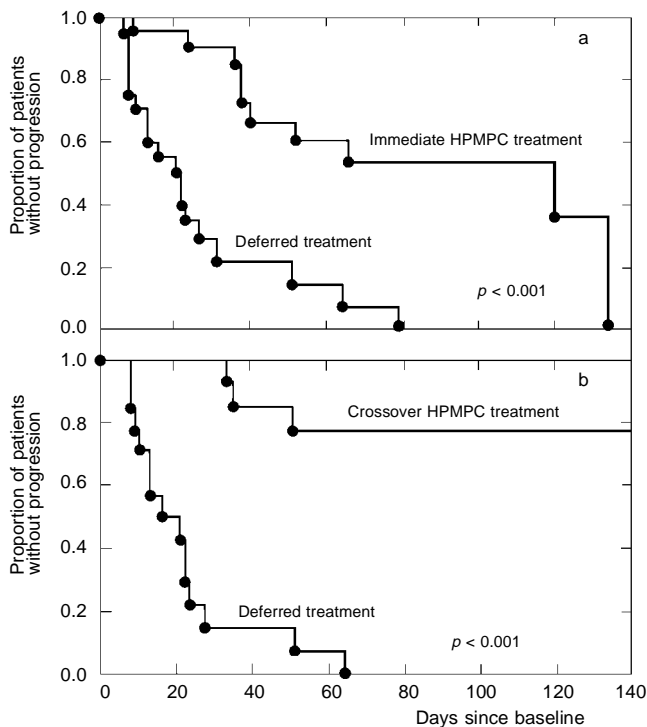 1.0
a
0.8
Proportion of patients
without progression
0.6
Immediate HPMPC treatment
0.4
Deferred treatment
0.2
p < 0.001
0.0
1.0
b
0.8
Crossover HPMPC treatment
Proportion of patients
without progression
0.6
0.4
0.2
Deferred treatment
p < 0.001
0.0
0 20 40 60 80 100 120 140
Days since baseline